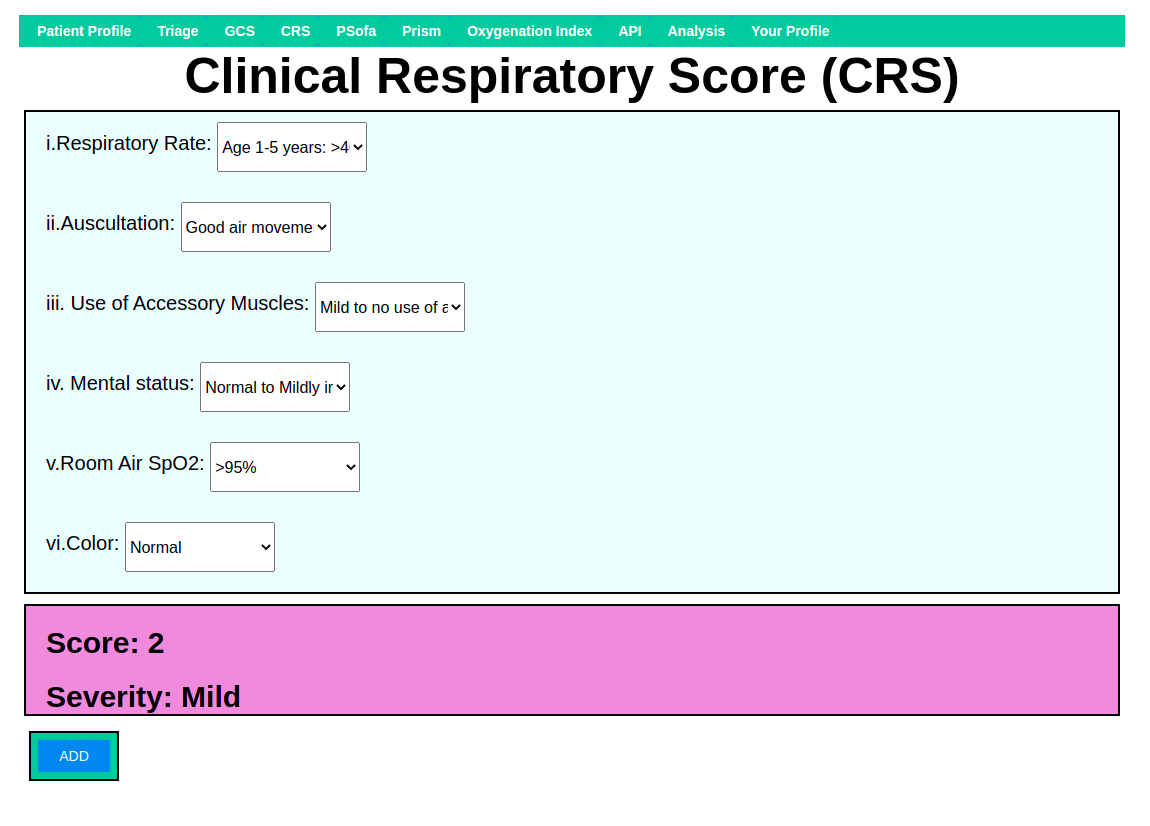 Patient Profile Triage GCS CRS PSofa Prism Oxygenation Index API Analysis Your Profile
Clinical Respiratory Score (CRS)
i.Respiratory Rate: Age 1-5 years: >4
ii.Auscultation: Good air moveme
iii. Use of Accessory Muscles: Mild to no use of a
iv. Mental status: Normal to Mildly ir
v.Room Air SpO2: >95%
vi.Color: Normal
Score: 2
Severity: Mild
ADD